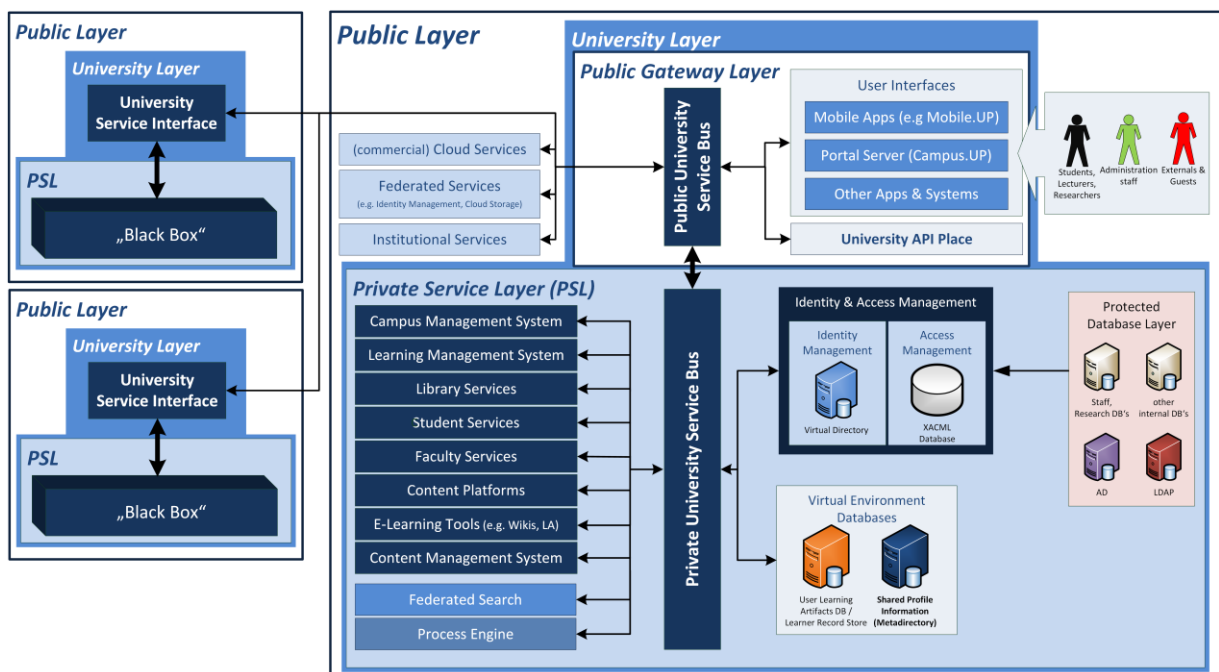 Public Layer
University Layer
University
Service Interface
PSL
„Black Box“
Public Layer
University Layer
University
Service Interface
PSL
„Black Box“
Public Layer
University Layer
Public Gateway Layer
(commercial) Cloud Services
Federated Services
(e.g. Identity Management, Cloud Storage)
Institutional Services
Public University
Service Bus
User Interfaces
Mobile Apps (e.g Mobile.UP)
Portal Server (Campus.UP)
Other Apps & Systems
University API Place
Students,
Lecturers,
Researchers
Administration
staff
Externals &
Guests
Private Service Layer (PSL)
Campus Management System
Learning Management System
Library Services
Student Services
Faculty Services
Content Platforms
E-Learning Tools (e.g. Wikis, LA)
Content Management System
Federated Search
Process Engine
Private University Service Bus
Identity & Access Management
Identity
Management
Virtual Directory
Access
Management
XACML
Database
Protected
Database Layer
Staff,
Research DB's
other
internal DB's
AD
LDAP
Virtual Environment
Databases
User Learning
Artifacts DB /
Learner Record Store
Shared Profile
Information
(Metadirectory)